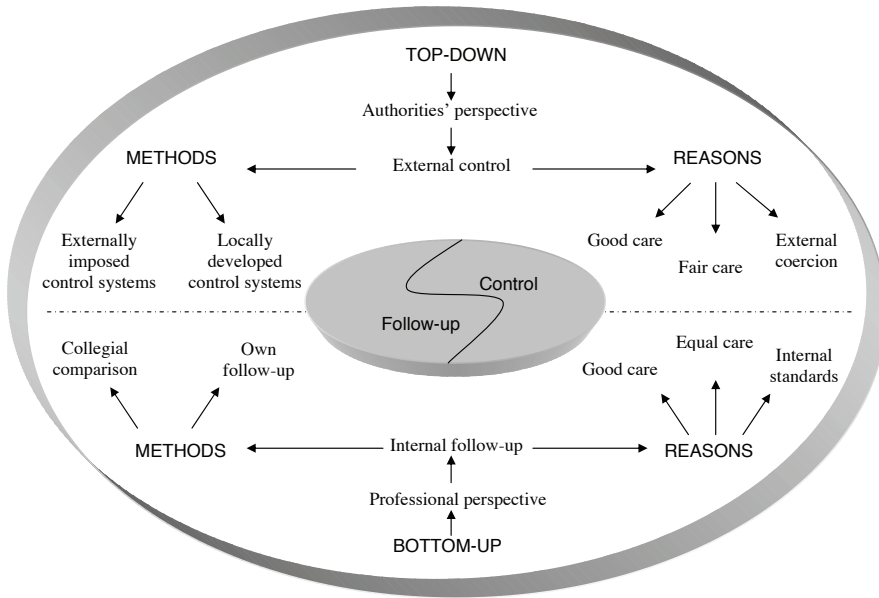 TOP-DOWN
Authorities’ perspective
METHODS
External control
REASONS
Externally
imposed
control systems
Locally
developed
control systems
Good care
Fair care
External
coercion
Control
Follow-up
Collegial
comparison
Own
follow-up
Good care
Equal care
Internal
standards
METHODS
Internal follow-up
REASONS
Professional perspective
BOTTOM-UP